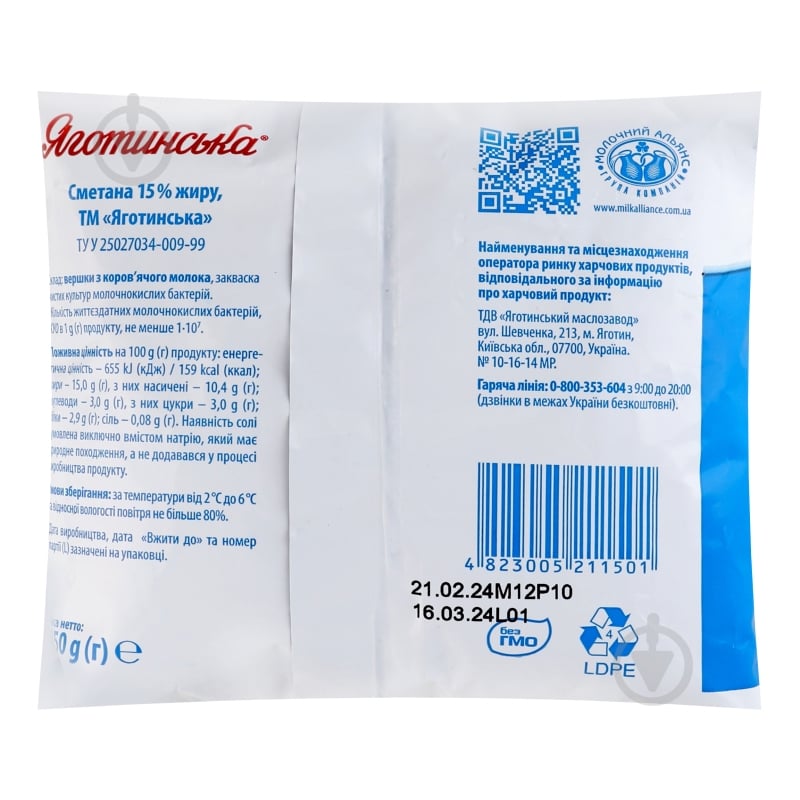 Яготинська®
Сметана 15% жиру,
ТМ «Яготинська»
ТУ У 25027034-009-99
вершки з коров’ячого молока, закваска
культур молочнокислих бактерій.
життєздатних молочнокислих бактерій,
в 1 g (г) продукту, не менше 1·10⁷.
цінність на 100 g (г) продукту: енерге-
цінність – 655 kJ (кДж) / 159 kcal (ккал);
– 15,0 g (г), з них насичені – 10,4 g (г);
– 3,0 g (г), з них цукри – 3,0 g (г);
– 2,9 g (г); сіль – 0,08 g (г). Наявність солі
виключно вмістом натрію, який має
походження, а не додавався у процесі
продукту.
зберігання: за температури від 2°С до 6°С
відносної вологості повітря не більше 80%.
виробництва, дата «Вжити до» та номер
(L) зазначені на упаковці.
нетто:
g (г) ℮
МОЛОЧНИЙ АЛЬЯНС
ГРУПА КОМПАНІЙ
www.milkalliance.com.ua
Найменування та місцезнаходження
оператора ринку харчових продуктів,
відповідального за інформацію
про харчовий продукт:
ТДВ «Яготинський маслозавод»
вул. Шевченка, 213, м. Яготин,
Київська обл., 07700, Україна.
№ 10-16-14 МР.
Гаряча лінія: 0-800-353-604 з 9:00 до 20:00
(дзвінки в межах України безкоштовні).
4 823005 211501
21.02.24M12P10
16.03.24L01
без
ГМО
4
LDPE